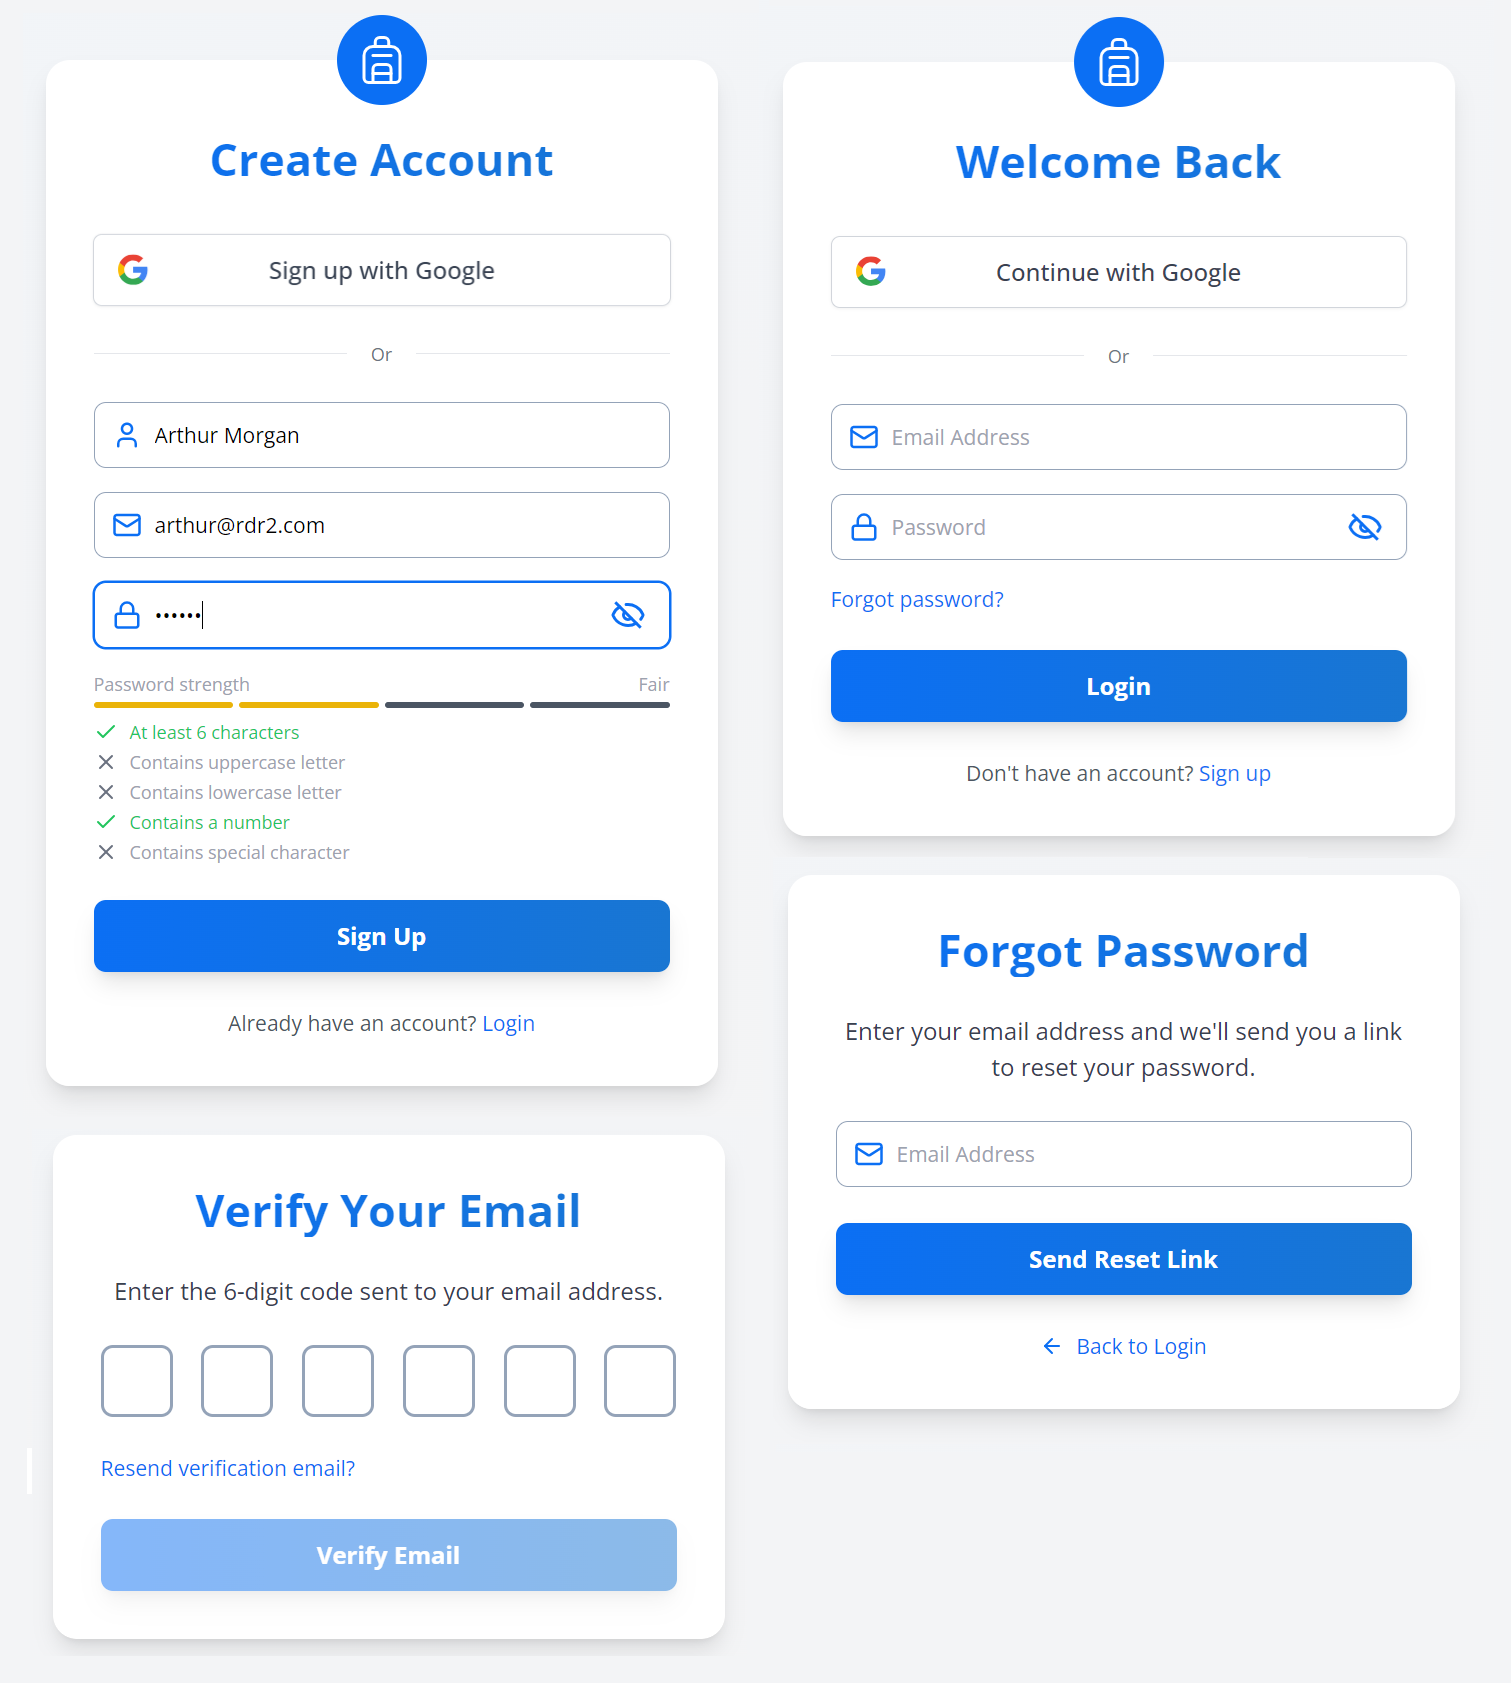 Create Account
Sign up with Google
Or
Arthur Morgan
arthur@rdr2.com
••••••
Password strength
Fair
At least 6 characters
Contains uppercase letter
Contains lowercase letter
Contains a number
Contains special character
Sign Up
Already have an account? Login
Verify Your Email
Enter the 6-digit code sent to your email address.
Resend verification email?
Verify Email
Welcome Back
Continue with Google
Or
Email Address
Password
Forgot password?
Login
Don't have an account? Sign up
Forgot Password
Enter your email address and we'll send you a link
to reset your password.
Email Address
Send Reset Link
Back to Login